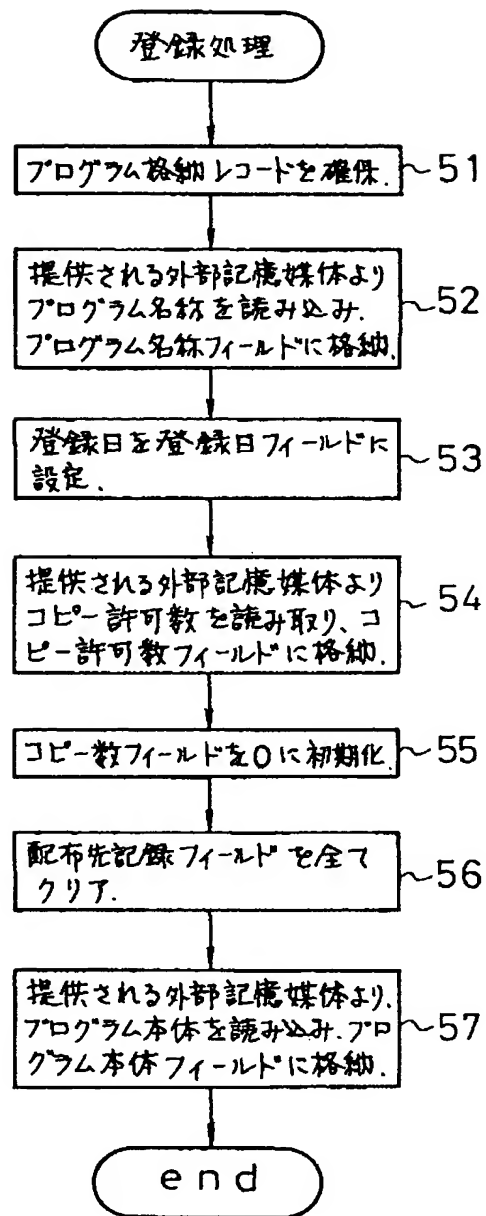 登録処理
プログラム格納レコードを確保. 51
提供される外部記憶媒体より
プログラム名称を読み込み. 52
プログラム名称フィールドに格納.
登録日を登録日フィールドに 53
設定.
提供される外部記憶媒体より
コピー許可数を読み取り、コ 54
ピー許可数フィールドに格納.
コピー数フィールドを0に初期化. 55
配布先記録フィールドを全て 56
クリア.
提供される外部記憶媒体より.
プログラム本体を読み込み.プロ 57
グラム本体フィールドに格納.
end